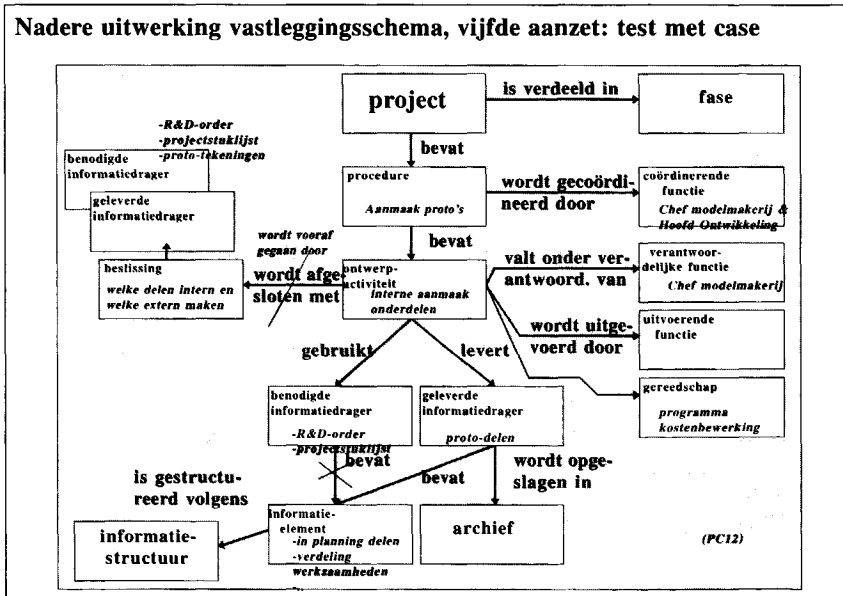 Nadere uitwerking vastleggingsschema, vijfde aanzet: test met case
project
is verdeeld in
fase
-R&D-order
-projectstuklijst
-proto-tekeningen
benodigde
informatiedrager
geleverde
informatiedrager
bevat
procedure
Aanmaak proto's
wordt gecoördi-
neerd door
coördinerende
functie
Chef modelmakerij &
Hoofd Ontwikkeling
wordt vooraf
gegaan door
bevat
beslissing
welke delen intern en
welke extern maken
wordt afge-
sloten met
ontwerp-
activiteit
interne aanmaak
onderdelen
valt onder ver-
antwoord. van
verantwoor-
delijke functie
Chef modelmakerij
wordt uitge-
voerd door
uitvoerende
functie
gebruikt
levert
gereedschap
programma
kostenbewerking
benodigde
informatiedrager
-R&D-order
-projectstuklijst
geleverde
informatiedrager
proto-delen
bevat
bevat
wordt opge-
slagen in
is gestructu-
reerd volgens
informatie-
structuur
informatie-
element
-in planning delen
-verdeling
werkzaamheden
archief
(PC12)